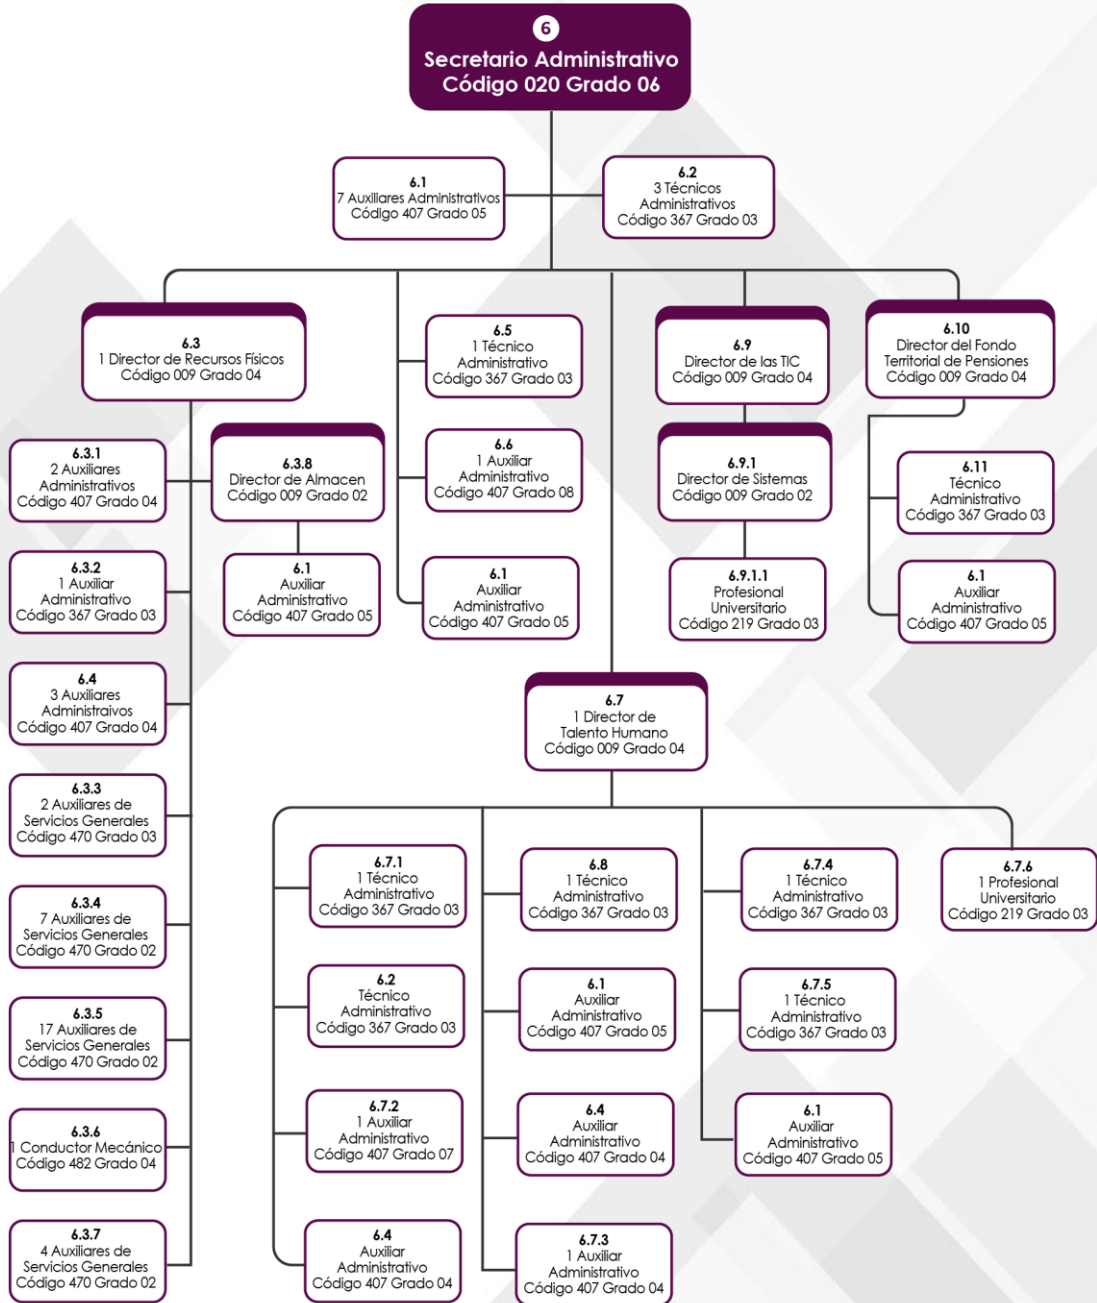 6
Secretario Administrativo
Código 020 Grado 06
6.1
7 Auxiliares Administrativos
Código 407 Grado 05
6.2
3 Técnicos
Administrativos
Código 367 Grado 03
6.3
1 Director de Recursos Físicos
Código 009 Grado 04
6.5
1 Técnico
Administrativo
Código 367 Grado 03
6.9
Director de las TIC
Código 009 Grado 04
6.10
Director del Fondo
Territorial de Pensiones
Código 009 Grado 04
6.3.1
2 Auxiliares
Administrativos
Código 407 Grado 04
6.3.8
Director de Almacen
Código 009 Grado 02
6.6
1 Auxiliar
Administrativo
Código 407 Grado 08
6.9.1
Director de Sistemas
Código 009 Grado 02
6.11
Técnico
Administrativo
Código 367 Grado 03
6.3.2
1 Auxiliar
Administrativo
Código 367 Grado 03
6.1
Auxiliar
Administrativo
Código 407 Grado 05
6.1
Auxiliar
Administrativo
Código 407 Grado 05
6.9.1.1
Profesional
Universitario
Código 219 Grado 03
6.1
Auxiliar
Administrativo
Código 407 Grado 05
6.4
3 Auxiliares
Administraivos
Código 407 Grado 04
6.7
1 Director de
Talento Humano
Código 009 Grado 04
6.3.3
2 Auxiliares de
Servicios Generales
Código 470 Grado 03
6.3.4
7 Auxiliares de
Servicios Generales
Código 470 Grado 02
6.7.1
1 Técnico
Administrativo
Código 367 Grado 03
6.8
1 Técnico
Administrativo
Código 367 Grado 03
6.7.4
1 Técnico
Administrativo
Código 367 Grado 03
6.7.6
1 Profesional
Universitario
Código 219 Grado 03
6.3.5
17 Auxiliares de
Servicios Generales
Código 470 Grado 02
6.2
Técnico
Administrativo
Código 367 Grado 03
6.1
Auxiliar
Administrativo
Código 407 Grado 05
6.7.5
1 Técnico
Administrativo
Código 367 Grado 03
6.3.6
1 Conductor Mecánico
Código 482 Grado 04
6.7.2
1 Auxiliar
Administrativo
Código 407 Grado 07
6.4
Auxiliar
Administrativo
Código 407 Grado 04
6.1
Auxiliar
Administrativo
Código 407 Grado 05
6.3.7
4 Auxiliares de
Servicios Generales
Código 470 Grado 02
6.4
Auxiliar
Administrativo
Código 407 Grado 04
6.7.3
1 Auxiliar
Administrativo
Código 407 Grado 04